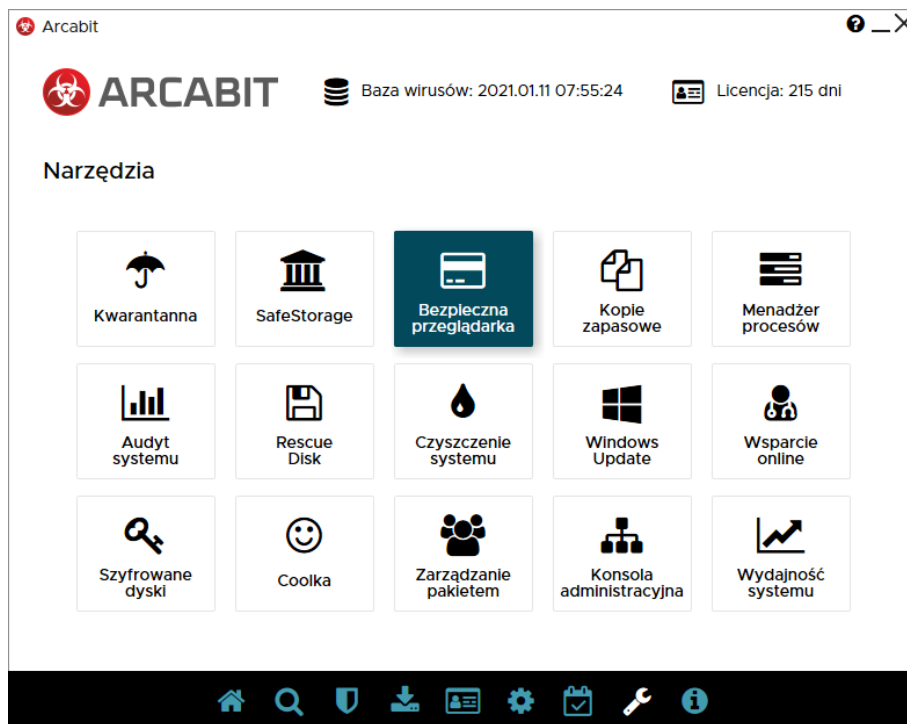 Arcabit
ARCABIT
Baza wirusów: 2021.01.11 07:55:24
Licencja: 215 dni
Narzędzia
Kwarantanna
SafeStorage
Bezpieczna
przeglądarka
Kopie
zapasowe
Menadżer
procesów
Audyt
systemu
Rescue
Disk
Czyszczenie
systemu
Windows
Update
Wsparcie
online
Szyfrowane
dyski
Coolka
Zarządzanie
pakietem
Konsola
administracyjna
Wydajność
systemu